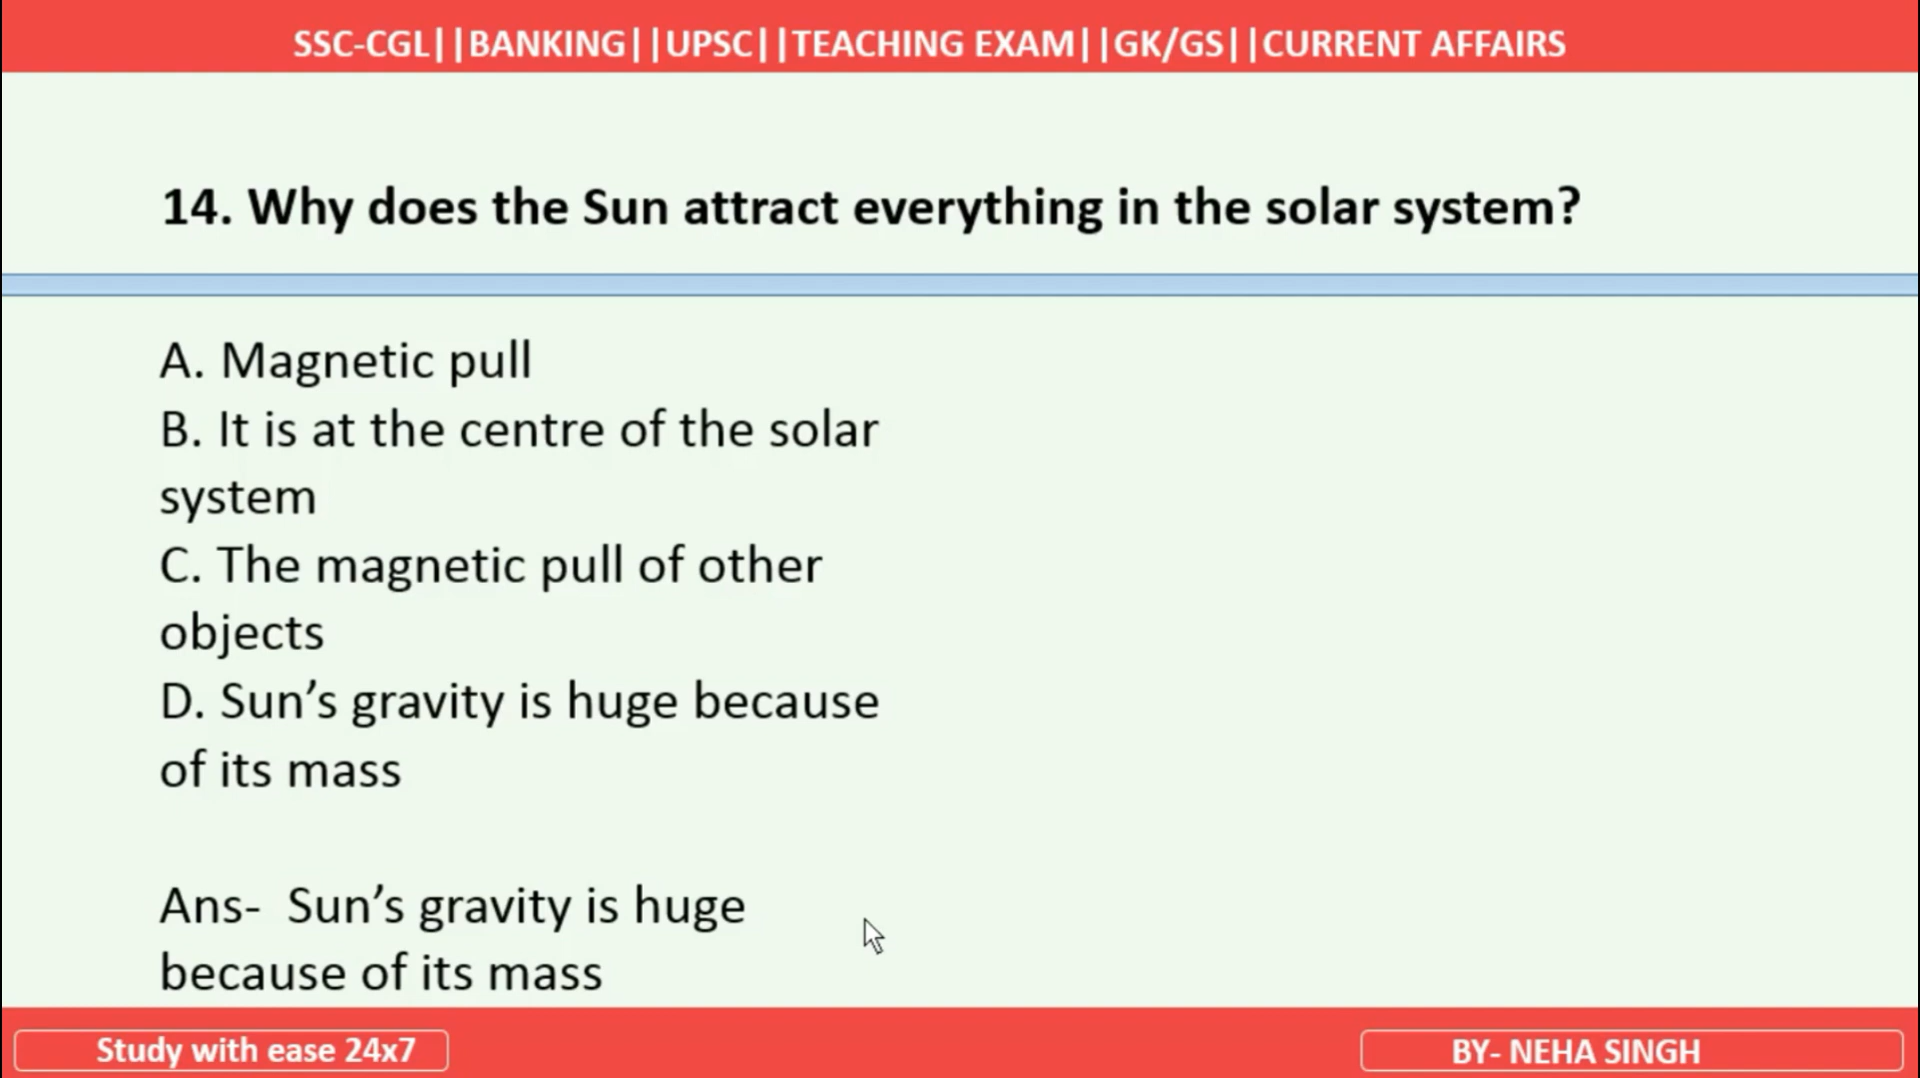 SSC-CGL||BANKING||UPSC||TEACHING EXAM||GK/GS||CURRENT AFFAIRS
14. Why does the Sun attract everything in the solar system?
A. Magnetic pull
B. It is at the centre of the solar
system
C. The magnetic pull of other
objects
D. Sun’s gravity is huge because
of its mass
Ans- Sun’s gravity is huge
because of its mass
Study with ease 24x7
BY- NEHA SINGH